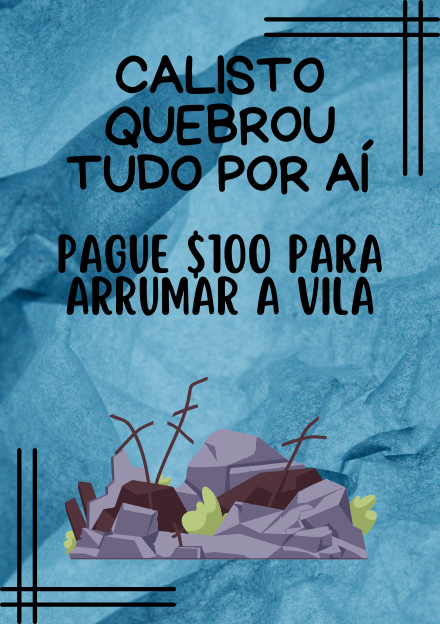 CALISTO
QUEBROU
TUDO POR AÍ
PAGUE $100 PARA
ARRUMAR A VILA